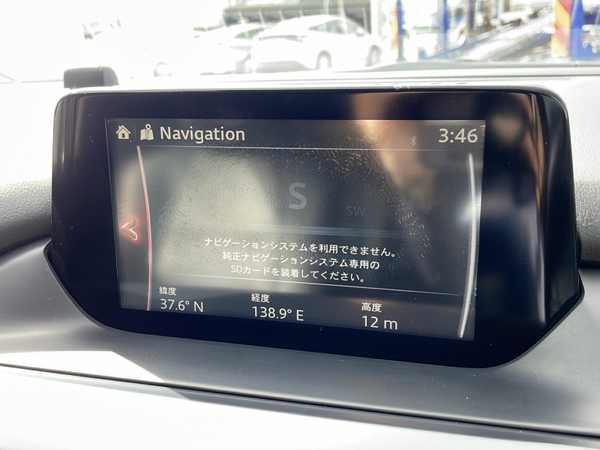 Navigation
3:46
S
SW
ナビゲーションシステムを利用できません。
純正ナビゲーションシステム専用の
SDカードを装着してください。
緯度 経度 高度
37.6° N 138.9° E 12 m